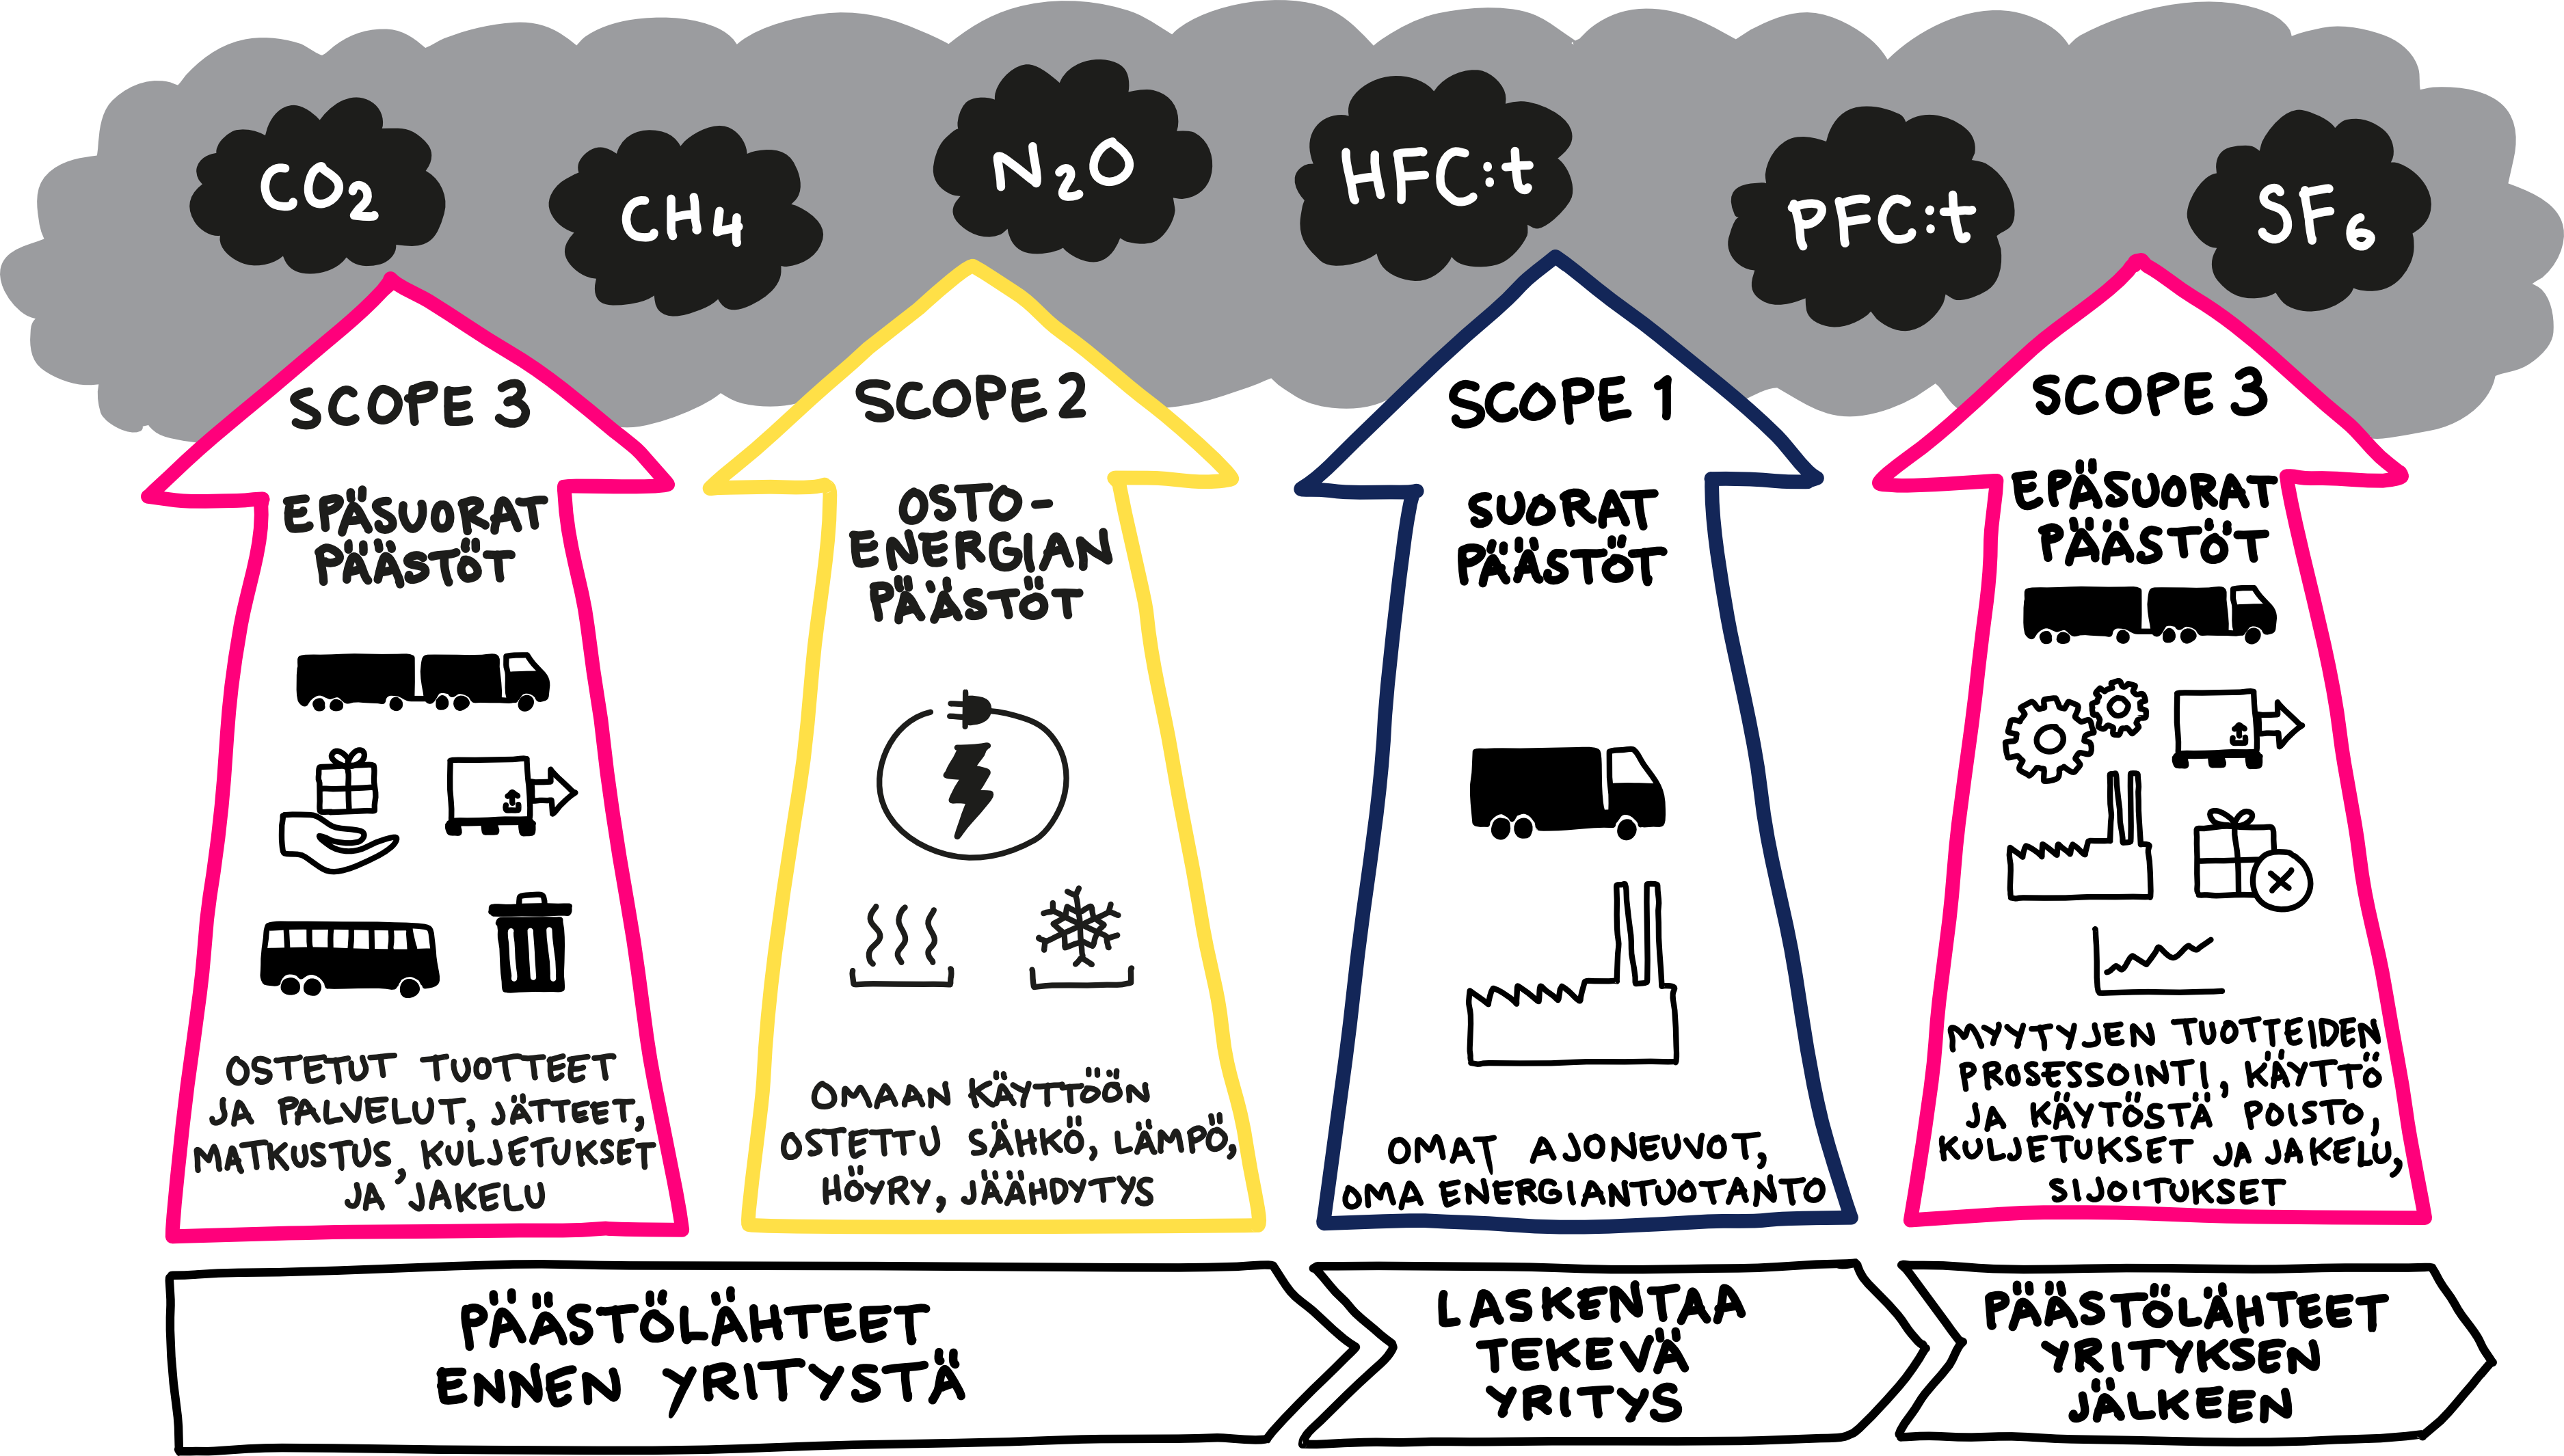 CO₂
CH₄
N₂O
HFC:t
PFC:t
SF₆
SCOPE 3
EPÄSUORAT
PÄÄSTÖT
OSTETUT TUOTTEET
JA PALVELUT, JÄTTEET,
MATKUSTUS, KULJETUKSET
JA JAKELU
SCOPE 2
OSTO-
ENERGIAN
PÄÄSTÖT
OMAAN KÄYTTÖÖN
OSTETTU SÄHKÖ, LÄMPÖ,
HÖYRY, JÄÄHDYTYS
SCOPE 1
SUORAT
PÄÄSTÖT
OMAT AJONEUVOT,
OMA ENERGIANTUOTANTO
SCOPE 3
EPÄSUORAT
PÄÄSTÖT
MYYTYJEN TUOTTEIDEN
PROSESSOINTI, KÄYTTÖ
JA KÄYTÖSTÄ POISTO,
KULJETUKSET JA JAKELU,
SIJOITUKSET
PÄÄSTÖLÄHTEET
ENNEN YRITYSTÄ
LASKENTAA
TEKEVÄ
YRITYS
PÄÄSTÖLÄHTEET
YRITYKSEN
JÄLKEEN